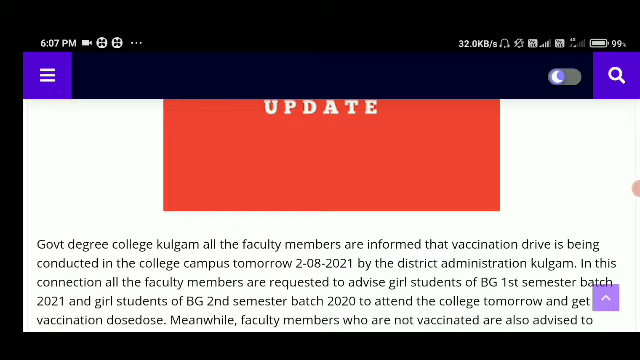 6:07 PM
32.0KB/s
4G
99%
UPDATE
Govt degree college kulgam all the faculty members are informed that vaccination drive is being
conducted in the college campus tomorrow 2-08-2021 by the district administration kulgam. In this
connection all the faculty members are requested to advise girl students of BG 1st semester batch
2021 and girl students of BG 2nd semester batch 2020 to attend the college tomorrow and get
vaccination dosedose. Meanwhile, faculty members who are not vaccinated are also advised to